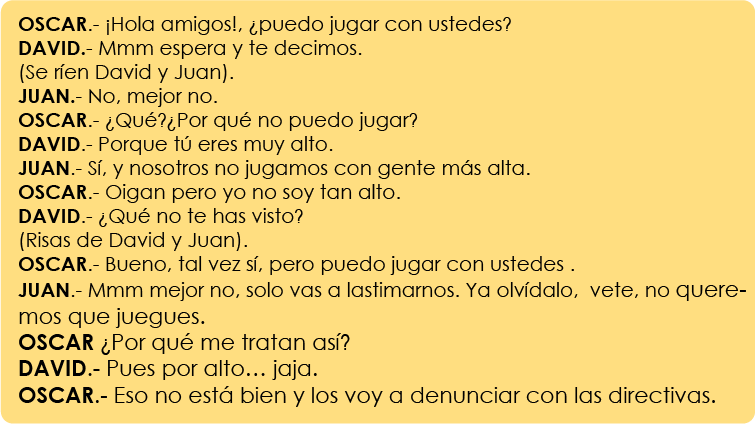 OSCAR.- ¡Hola amigos!, ¿puedo jugar con ustedes?
DAVID.- Mmm espera y te decimos.
(Se ríen David y Juan).
JUAN.- No, mejor no.
OSCAR.- ¿Qué?¿Por qué no puedo jugar?
DAVID.- Porque tú eres muy alto.
JUAN.- Sí, y nosotros no jugamos con gente más alta.
OSCAR.- Oigan pero yo no soy tan alto.
DAVID.- ¿Qué no te has visto?
(Risas de David y Juan).
OSCAR.- Bueno, tal vez sí, pero puedo jugar con ustedes .
JUAN.- Mmm mejor no, solo vas a lastimarnos. Ya olvídalo,  vete, no quere-
mos que juegues.
OSCAR ¿Por qué me tratan así?
DAVID.- Pues por alto… jaja.
OSCAR.- Eso no está bien y los voy a denunciar con las directivas.